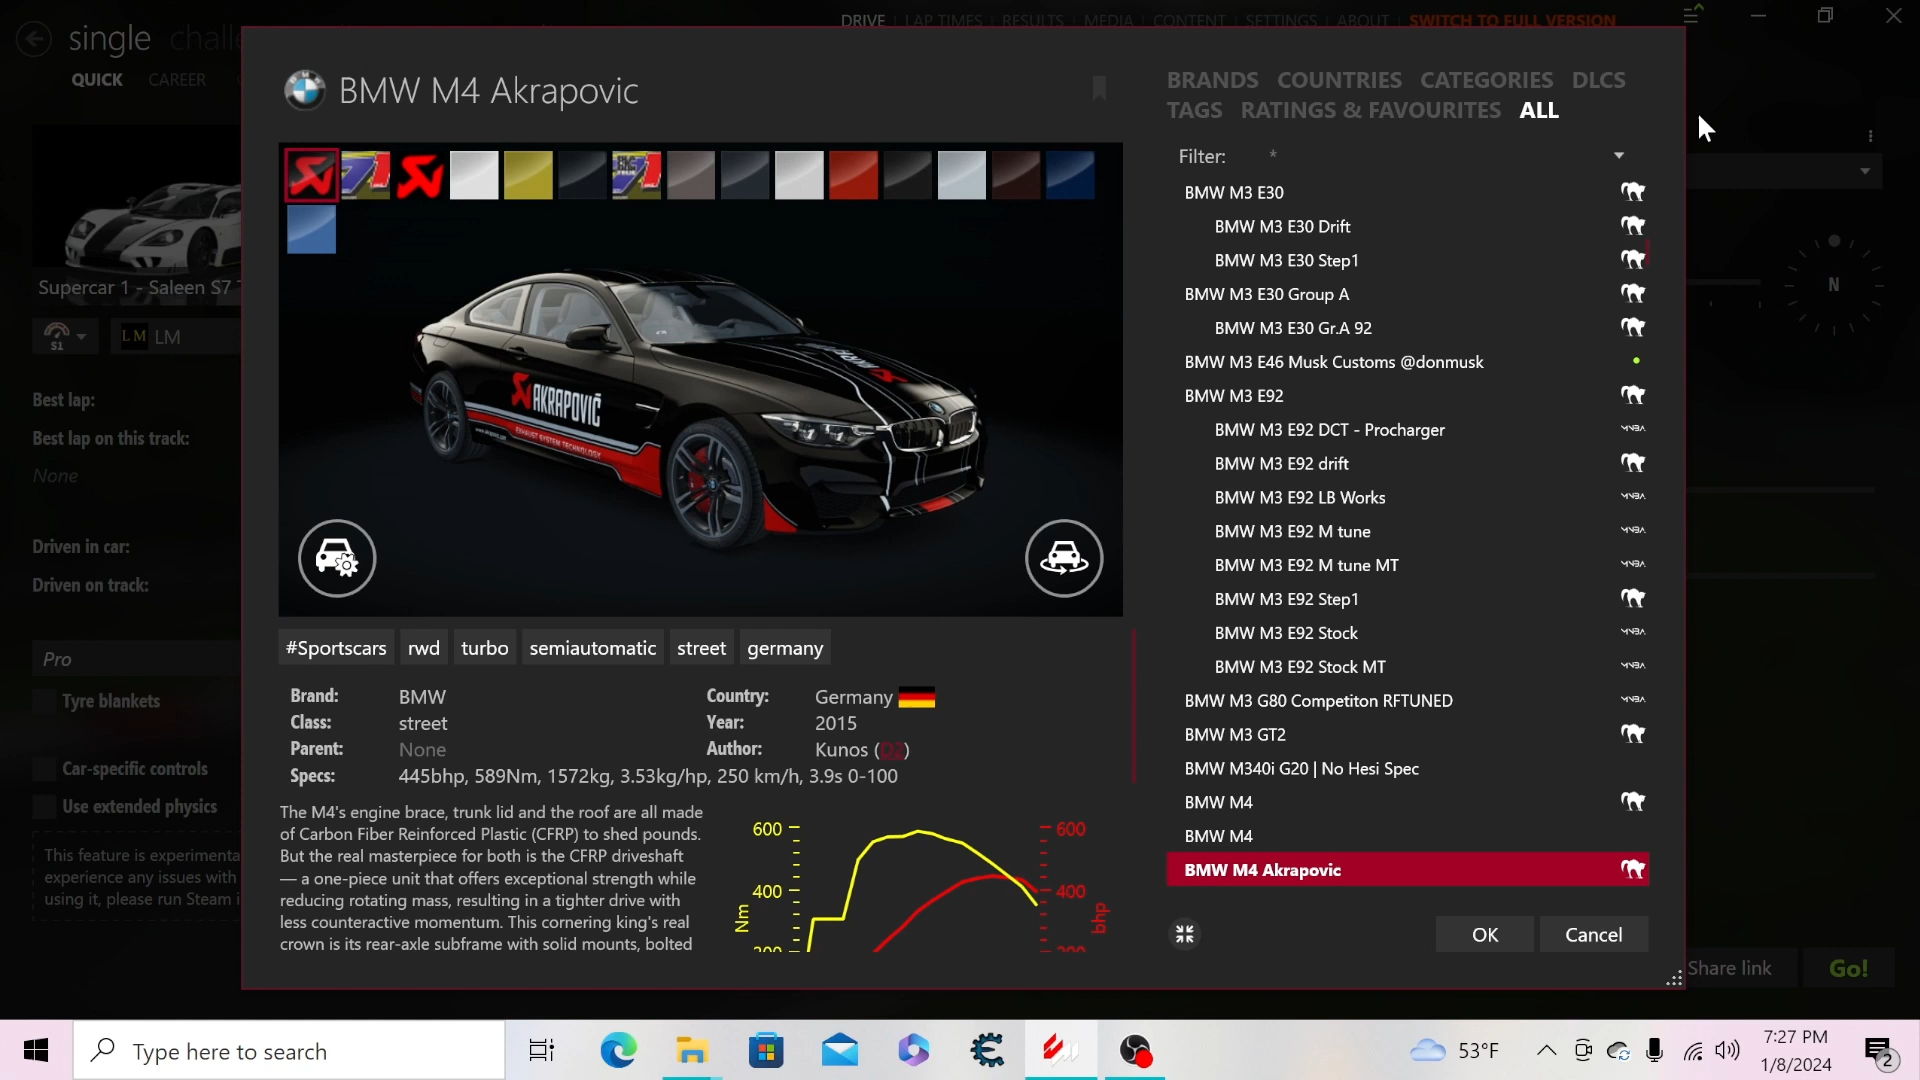 DRIVE | LAP TIMES | RESULTS | MEDIA | CONTENT | SETTINGS | ABOUT | SWITCH TO FULL VERSION
single
QUICK CAREER
Supercar 1 - Saleen S7
S1
LM LM
Best lap:
Best lap on this track:
None
Driven in car:
Driven on track:
Pro
Tyre blankets
Car-specific controls
Use extended physics
This feature is
experience any issues with
using it, please run Steam
BMW M4 Akrapovic
AKRAPOVIČ
EXHAUST SYSTEM TECHNOLOGY
#Sportscars rwd turbo semiautomatic street germany
Brand: BMW Country: Germany
Class: street Year: 2015
Parent: None Author: Kunos (D2)
Specs: 445bhp, 589Nm, 1572kg, 3.53kg/hp, 250 km/h, 3.9s 0-100
The M4's engine brace, trunk lid and the roof are all made
of Carbon Fiber Reinforced Plastic (CFRP) to shed pounds.
But the real masterpiece for both is the CFRP driveshaft
— a one-piece unit that offers exceptional strength while
reducing rotating mass, resulting in a tighter drive with
less counteractive momentum. This cornering king's real
crown is its rear-axle subframe with solid mounts, bolted
600 600
400 400
200 200
Nm bhp
BRANDS COUNTRIES CATEGORIES DLCS
TAGS RATINGS & FAVOURITES ALL
Filter: *
BMW M3 E30
BMW M3 E30 Drift
BMW M3 E30 Step1
BMW M3 E30 Group A
BMW M3 E30 Gr.A 92
BMW M3 E46 Musk Customs @donmusk
BMW M3 E92
BMW M3 E92 DCT - Procharger
BMW M3 E92 drift
BMW M3 E92 LB Works
BMW M3 E92 M tune
BMW M3 E92 M tune MT
BMW M3 E92 Step1
BMW M3 E92 Stock
BMW M3 E92 Stock MT
BMW M3 G80 Competiton RFTUNED
BMW M3 GT2
BMW M340i G20 | No Hesi Spec
BMW M4
BMW M4
BMW M4 Akrapovic
OK Cancel
N
Share link Go!
Type here to search
53°F
7:27 PM
1/8/2024
2